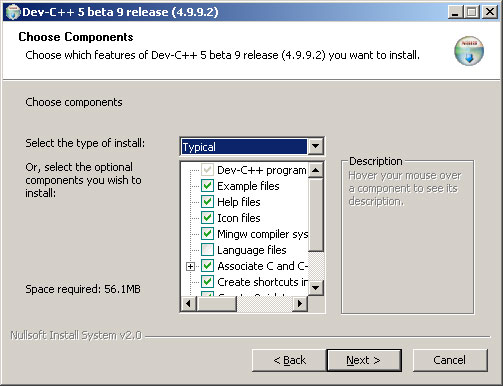 Dev-C++ 5 beta 9 release (4.9.9.2)
Choose Components
Choose which features of Dev-C++ 5 beta 9 release (4.9.9.2) you want to install.
Choose components
Select the type of install:
Typical
Or, select the optional
components you wish to
install:
Dev-C++ program
Example files
Help files
Icon files
Mingw compiler sys
Language files
Associate C and C-
Create shortcuts in
Description
Hover your mouse over
a component to see its
description.
Space required: 56.1MB
Nullsoft Install System v2.0
< Back
Next >
Cancel